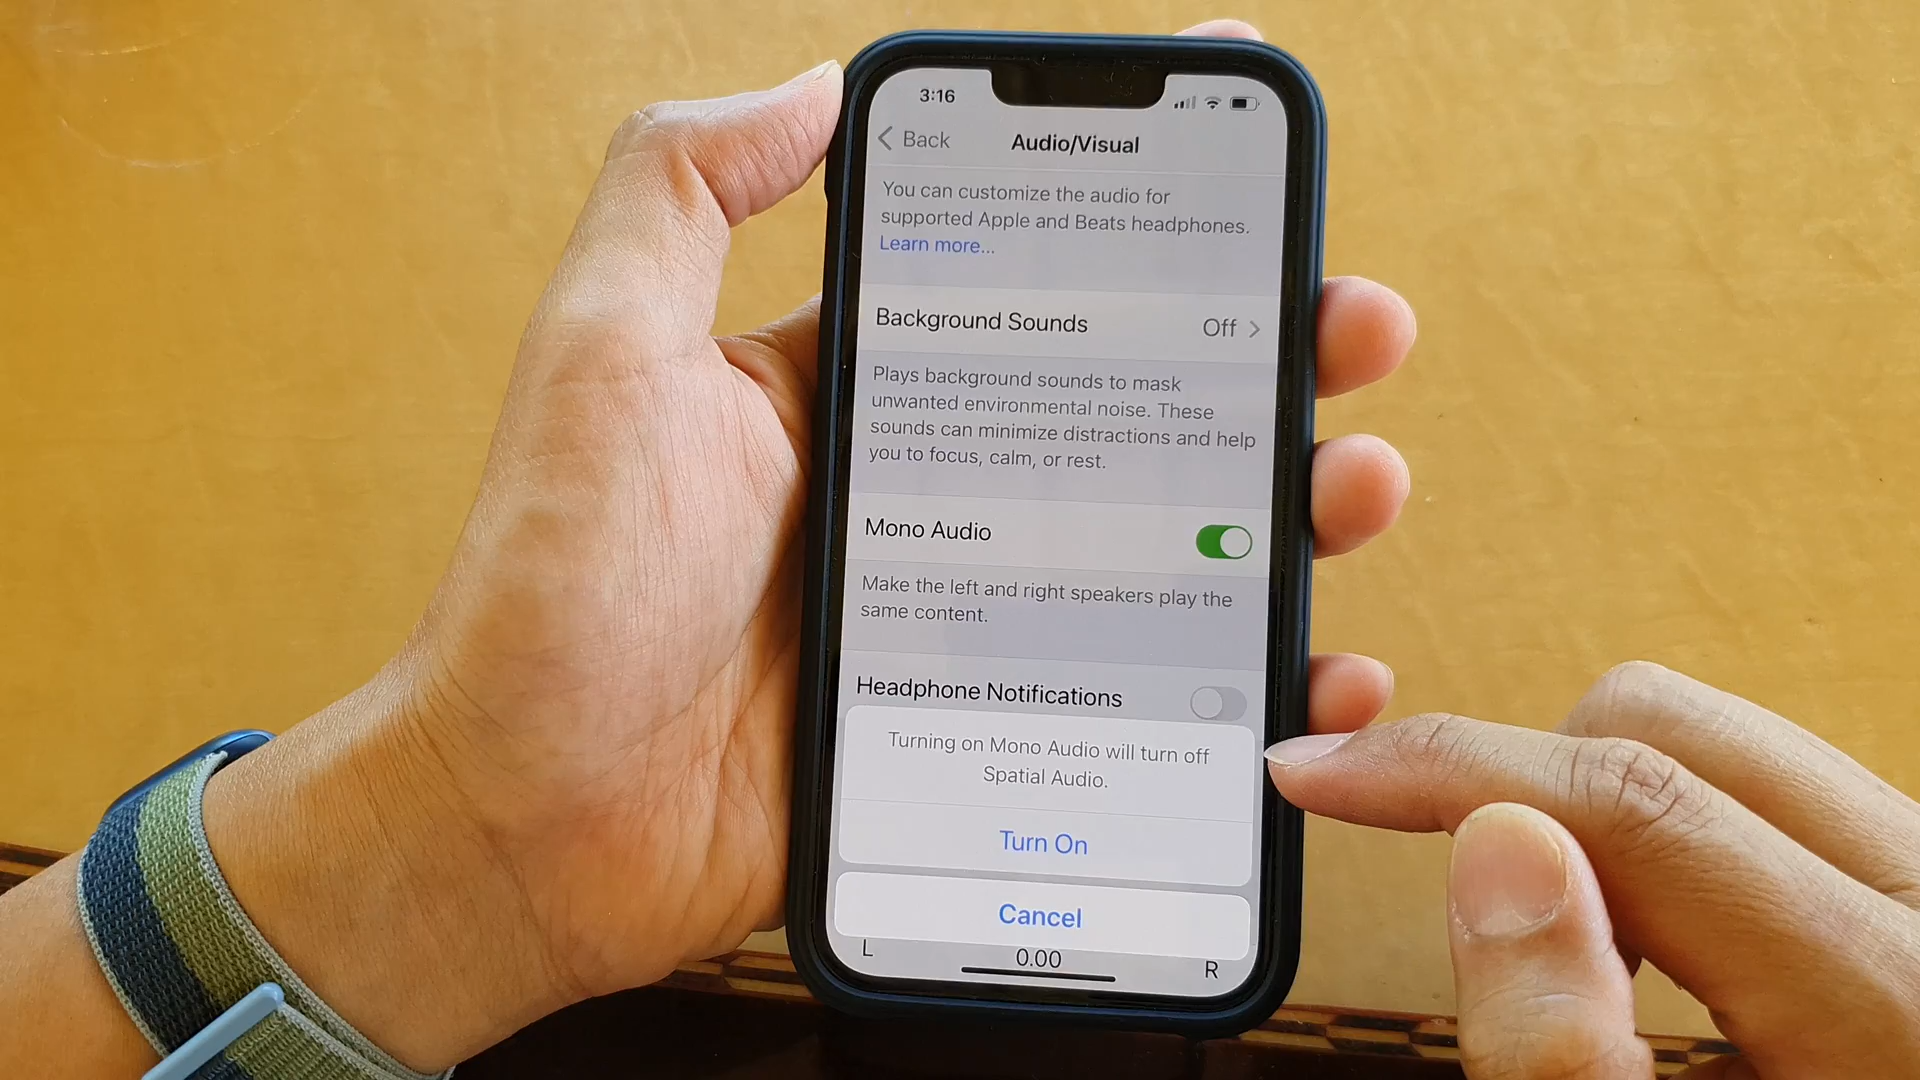 3:16
Back
Audio/Visual
You can customize the audio for
supported Apple and Beats headphones.
Learn more...
Background Sounds
Off
Plays background sounds to mask
unwanted environmental noise. These
sounds can minimize distractions and help
you to focus, calm, or rest.
Mono Audio
Make the left and right speakers play the
same content.
Headphone Notifications
Turning on Mono Audio will turn off
Spatial Audio.
Turn On
Cancel
L
0.00
R